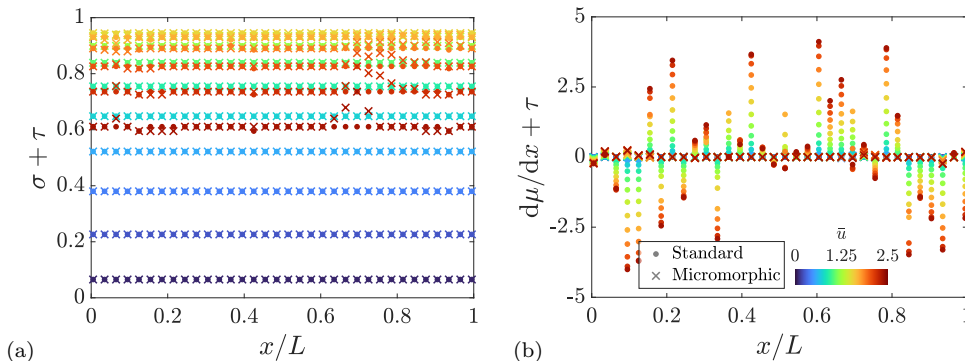 1
0.8
0.6
0.4
0.2
0
σ + τ
0 0.2 0.4 0.6 0.8 1
x/L
(a)
5
2.5
0
-2.5
-5
dμ/dx + τ
Standard
Micromorphic
ū
0 1.25 2.5
0 0.2 0.4 0.6 0.8 1
x/L
(b)